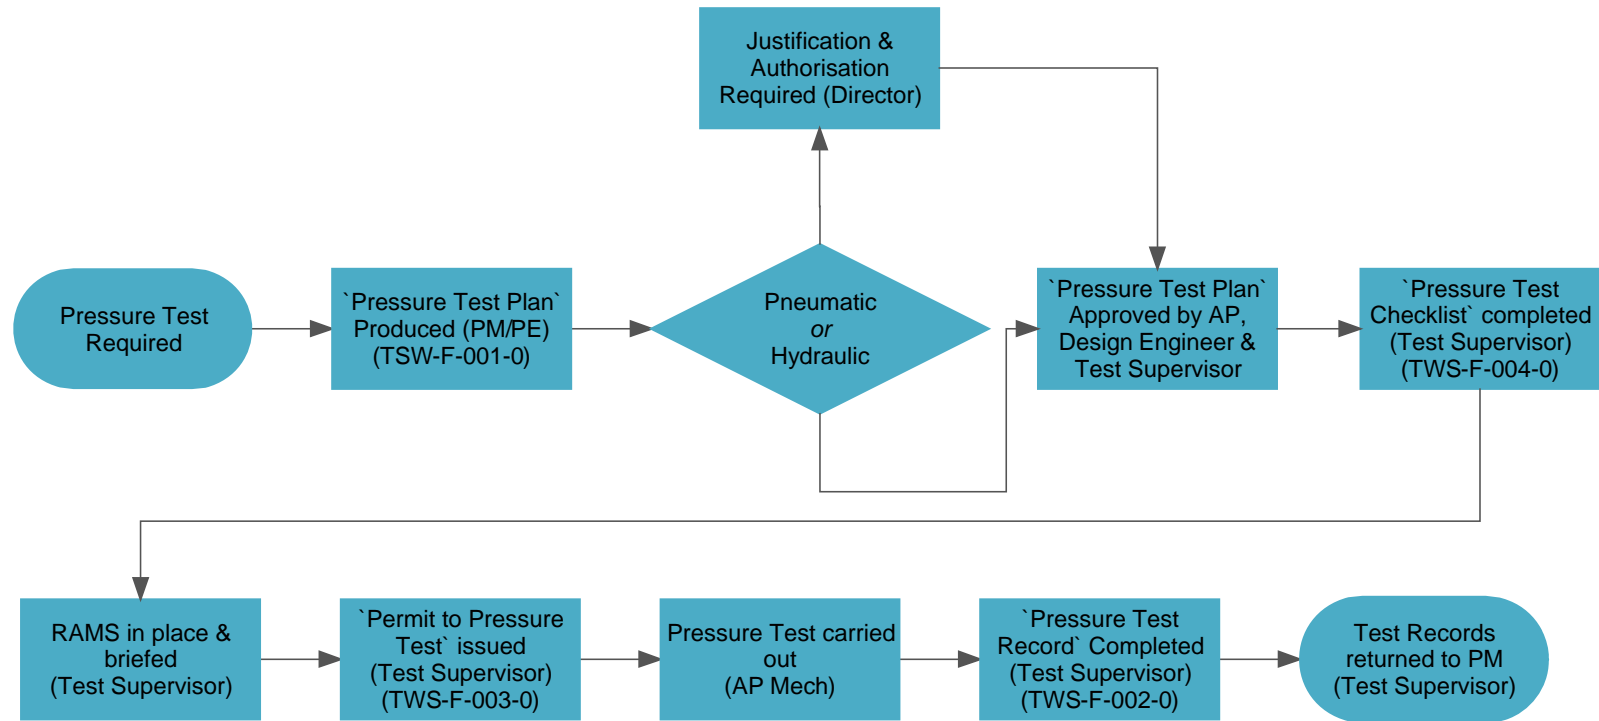 Justification &
Authorisation
Required (Director)
Pressure Test
Required
`Pressure Test Plan`
Produced (PM/PE)
(TSW-F-001-0)
Pneumatic
or
Hydraulic
`Pressure Test Plan`
Approved by AP,
Design Engineer &
Test Supervisor
`Pressure Test
Checklist` completed
(Test Supervisor)
(TWS-F-004-0)
RAMS in place &
briefed
(Test Supervisor)
`Permit to Pressure
Test` issued
(Test Supervisor)
(TWS-F-003-0)
Pressure Test carried
out
(AP Mech)
`Pressure Test
Record` Completed
(Test Supervisor)
(TWS-F-002-0)
Test Records
returned to PM
(Test Supervisor)